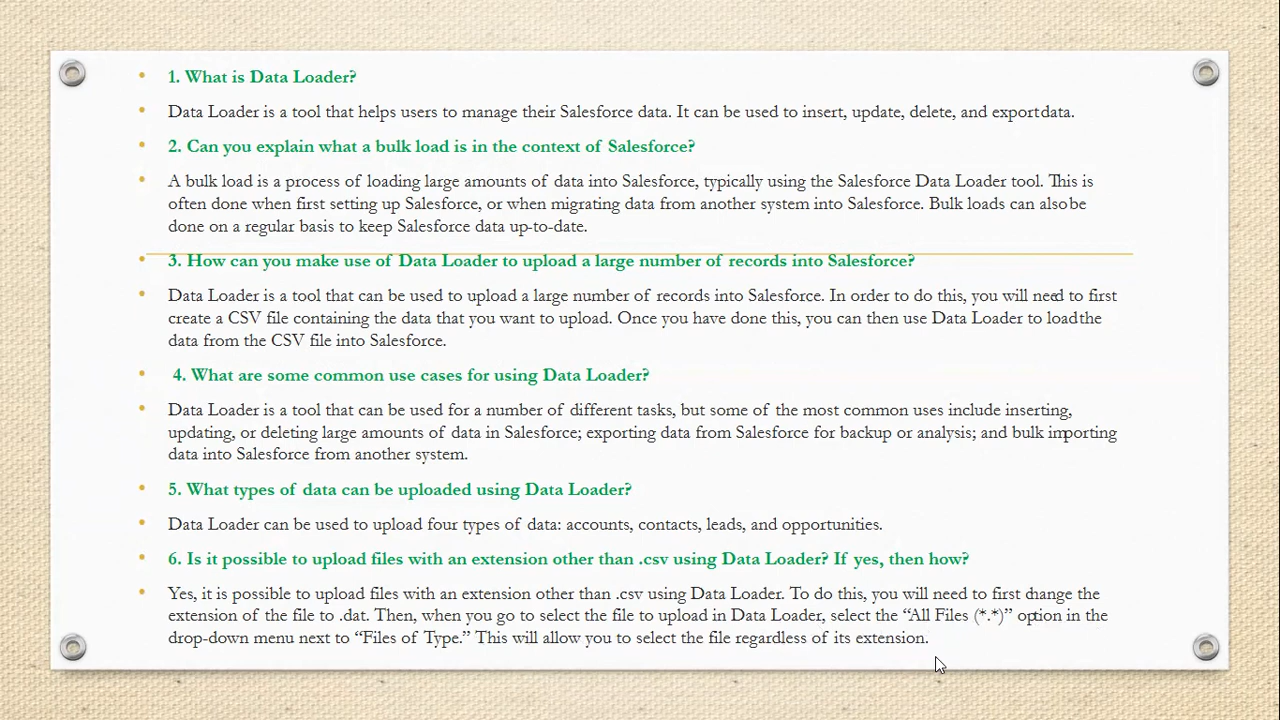 1. What is Data Loader?
Data Loader is a tool that helps users to manage their Salesforce data. It can be used to insert, update, delete, and export data.
2. Can you explain what a bulk load is in the context of Salesforce?
A bulk load is a process of loading large amounts of data into Salesforce, typically using the Salesforce Data Loader tool. This is
often done when first setting up Salesforce, or when migrating data from another system into Salesforce. Bulk loads can also be
done on a regular basis to keep Salesforce data up-to-date.
3. How can you make use of Data Loader to upload a large number of records into Salesforce?
Data Loader is a tool that can be used to upload a large number of records into Salesforce. In order to do this, you will need to first
create a CSV file containing the data that you want to upload. Once you have done this, you can then use Data Loader to load the
data from the CSV file into Salesforce.
4. What are some common use cases for using Data Loader?
Data Loader is a tool that can be used for a number of different tasks, but some of the most common uses include inserting,
updating, or deleting large amounts of data in Salesforce; exporting data from Salesforce for backup or analysis; and bulk importing
data into Salesforce from another system.
5. What types of data can be uploaded using Data Loader?
Data Loader can be used to upload four types of data: accounts, contacts, leads, and opportunities.
6. Is it possible to upload files with an extension other than .csv using Data Loader? If yes, then how?
Yes, it is possible to upload files with an extension other than .csv using Data Loader. To do this, you will need to first change the
extension of the file to .dat. Then, when you go to select the file to upload in Data Loader, select the “All Files (*.*)” option in the
drop-down menu next to “Files of Type.” This will allow you to select the file regardless of its extension.